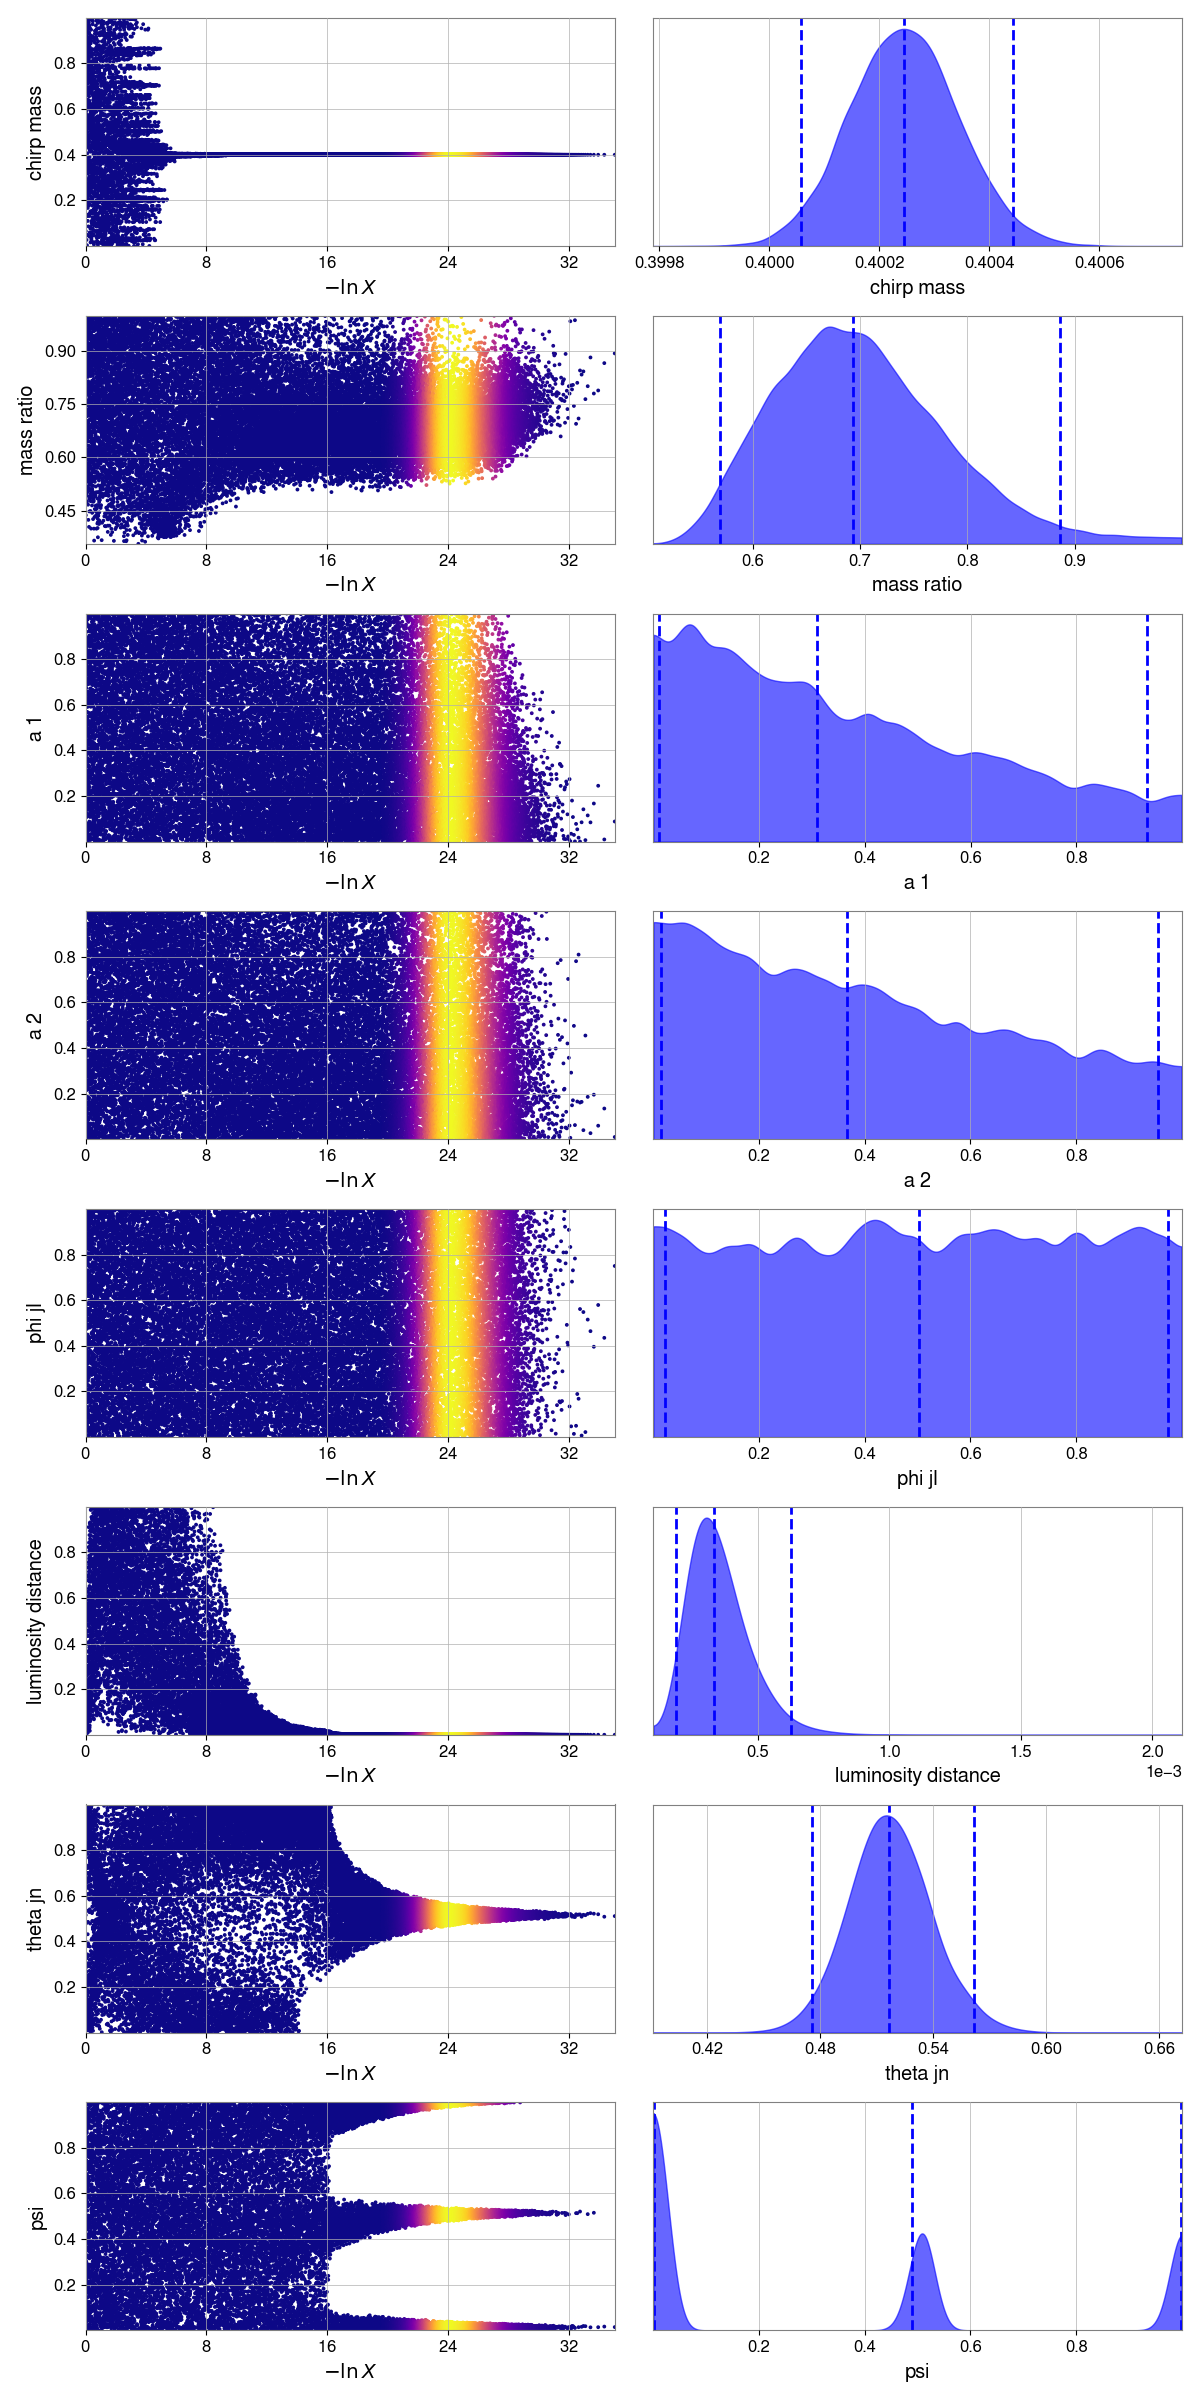 chirp mass
0.8
0.6
0.4
0.2
0 8 16 24 32
−ln X
0.3998 0.4000 0.4002 0.4004 0.4006
chirp mass
mass ratio
0.90
0.75
0.60
0.45
0 8 16 24 32
−ln X
0.6 0.7 0.8 0.9
mass ratio
a 1
0.8
0.6
0.4
0.2
0 8 16 24 32
−ln X
0.2 0.4 0.6 0.8
a 1
a 2
0.8
0.6
0.4
0.2
0 8 16 24 32
−ln X
0.2 0.4 0.6 0.8
a 2
phi jl
0.8
0.6
0.4
0.2
0 8 16 24 32
−ln X
0.2 0.4 0.6 0.8
phi jl
luminosity distance
0.8
0.6
0.4
0.2
0 8 16 24 32
−ln X
0.5 1.0 1.5 2.0
1e−3
luminosity distance
theta jn
0.8
0.6
0.4
0.2
0 8 16 24 32
−ln X
0.42 0.48 0.54 0.60 0.66
theta jn
psi
0.8
0.6
0.4
0.2
0 8 16 24 32
−ln X
0.2 0.4 0.6 0.8
psi